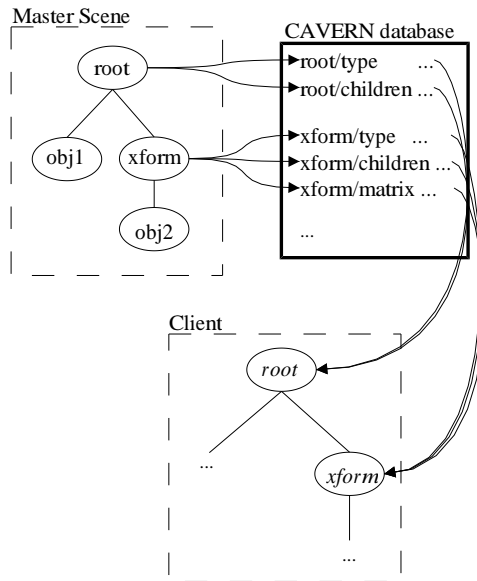 Master Scene
root
obj1
xform
obj2
CAVERN database
root/type ...
root/children ...
xform/type ...
xform/children ...
xform/matrix ...
...
Client
root
...
xform
...